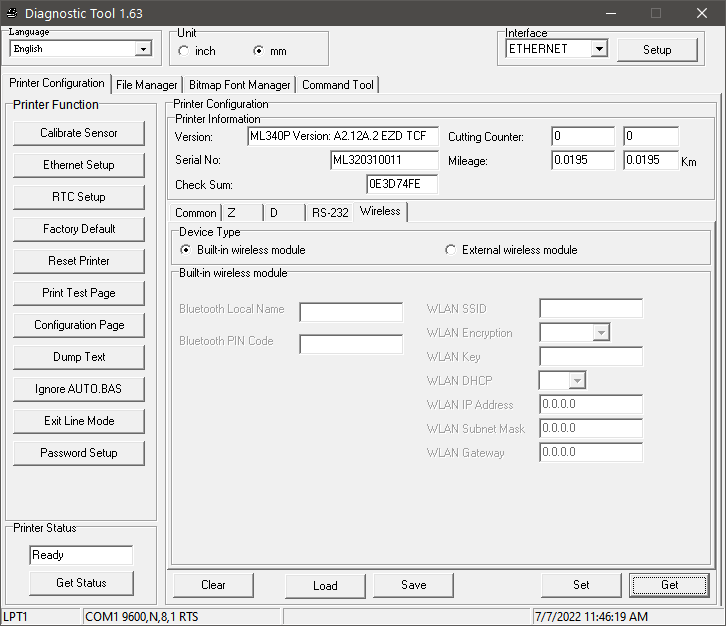 Diagnostic Tool 1.63
Language
English
Unit
inch
mm
Interface
ETHERNET
Setup
Printer Configuration
File Manager
Bitmap Font Manager
Command Tool
Printer Function
Calibrate Sensor
Ethernet Setup
RTC Setup
Factory Default
Reset Printer
Print Test Page
Configuration Page
Dump Text
Ignore AUTO.BAS
Exit Line Mode
Password Setup
Printer Status
Ready
Get Status
Printer Configuration
Printer Information
Version: ML340P Version: A2.12A.2 EZD TCF
Cutting Counter: 0 0
Serial No: ML320310011
Mileage: 0.0195 0.0195 Km
Check Sum: 0E3D74FE
Common Z D RS-232 Wireless
Device Type
Built-in wireless module
External wireless module
Built-in wireless module
Bluetooth Local Name
Bluetooth PIN Code
WLAN SSID
WLAN Encryption
WLAN Key
WLAN DHCP
WLAN IP Address 0.0.0.0
WLAN Subnet Mask 0.0.0.0
WLAN Gateway 0.0.0.0
Clear
Load
Save
Set
Get
LPT1
COM1 9600,N,8,1 RTS
7/7/2022 11:46:19 AM